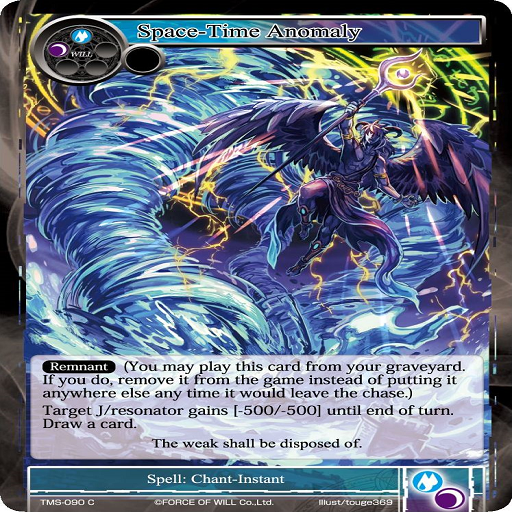 Space-Time Anomaly
WILL
Remnant (You may play this card from your graveyard.
If you do, remove it from the game instead of putting it
anywhere else any time it would leave the chase.)
Target J/resonator gains [-500/-500] until end of turn.
Draw a card.
The weak shall be disposed of.
Spell: Chant-Instant
TMS-090 C ©FORCE OF WILL Co.,Ltd. Illust/touge369